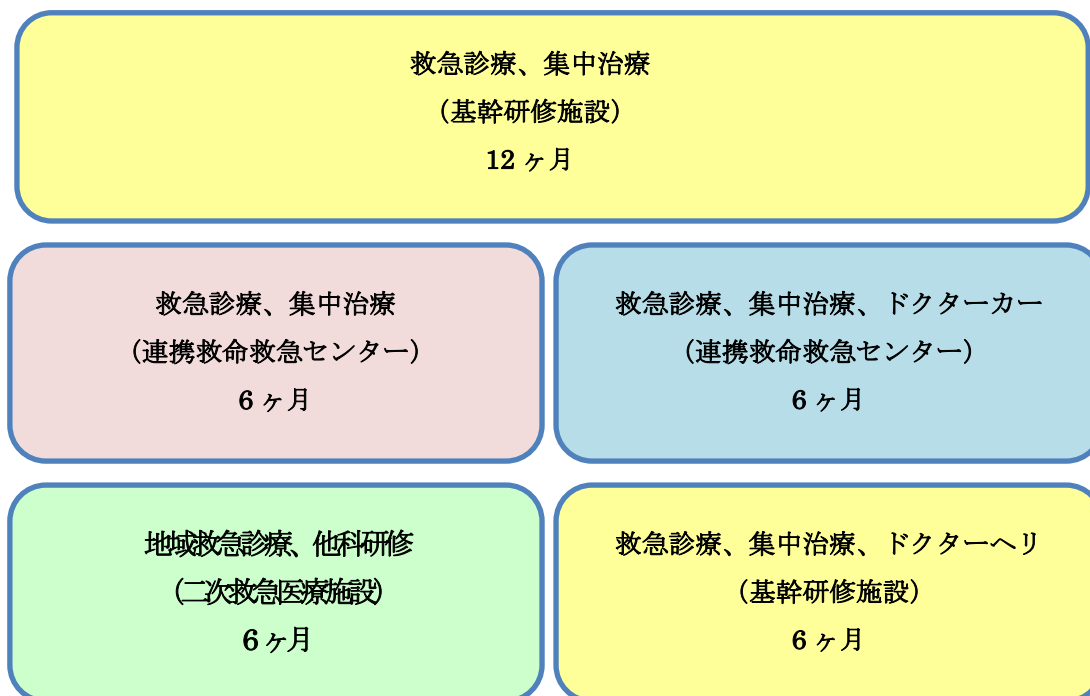 救急診療、集中治療
（基幹研修施設）
12 ヶ月
救急診療、集中治療
（連携救命救急センター）
6 ヶ月
救急診療、集中治療、ドクターカー
（連携救命救急センター）
6 ヶ月
地域救急診療、他科研修
（二次救急医療施設）
6 ヶ月
救急診療、集中治療、ドクターヘリ
（基幹研修施設）
6 ヶ月